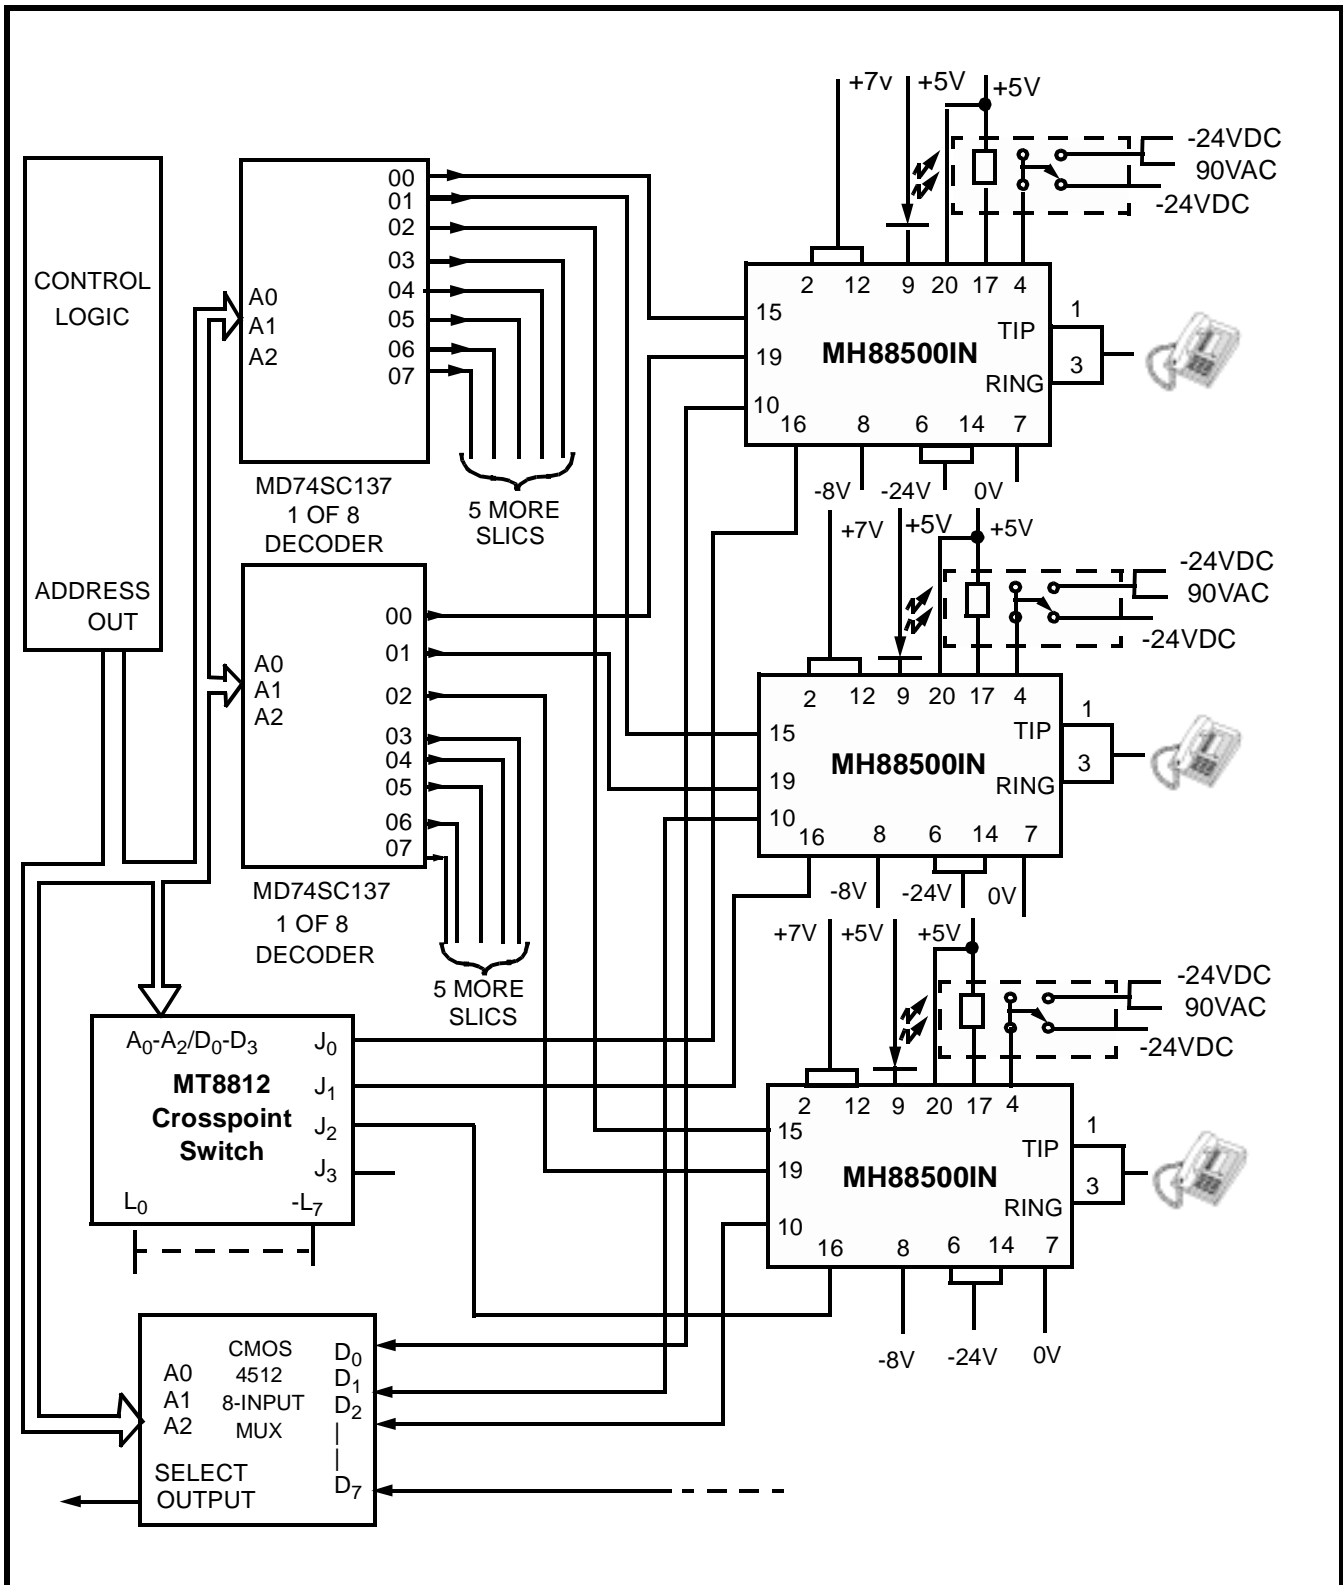 +7v
+5V
+5V
-24VDC
90VAC
-24VDC
CONTROL
LOGIC
ADDRESS
OUT
A0
A1
A2
00
01
02
03
04
05
06
07
MD74SC137
1 OF 8
DECODER
5 MORE
SLICS
2
12
9
20
17
4
15
19
10
16
8
6
14
7
MH88500IN
TIP
RING
1
3
-8V
-24V
0V
A0
A1
A2
00
01
02
03
04
05
06
07
MD74SC137
1 OF 8
DECODER
5 MORE
SLICS
+7V
+5V
+5V
-24VDC
90VAC
-24VDC
2
12
9
20
17
4
15
19
10
16
8
6
14
7
MH88500IN
TIP
RING
1
3
-8V
-24V
0V
+7V
+5V
+5V
-24VDC
90VAC
-24VDC
2
12
9
20
17
4
15
19
10
16
8
6
14
7
MH88500IN
TIP
RING
1
3
-8V
-24V
0V
A0-A2/D0-D3
MT8812
Crosspoint
Switch
J0
J1
J2
J3
L0
-L7
CMOS
4512
8-INPUT
MUX
A0
A1
A2
D0
D1
D2
|
|
D7
SELECT
OUTPUT